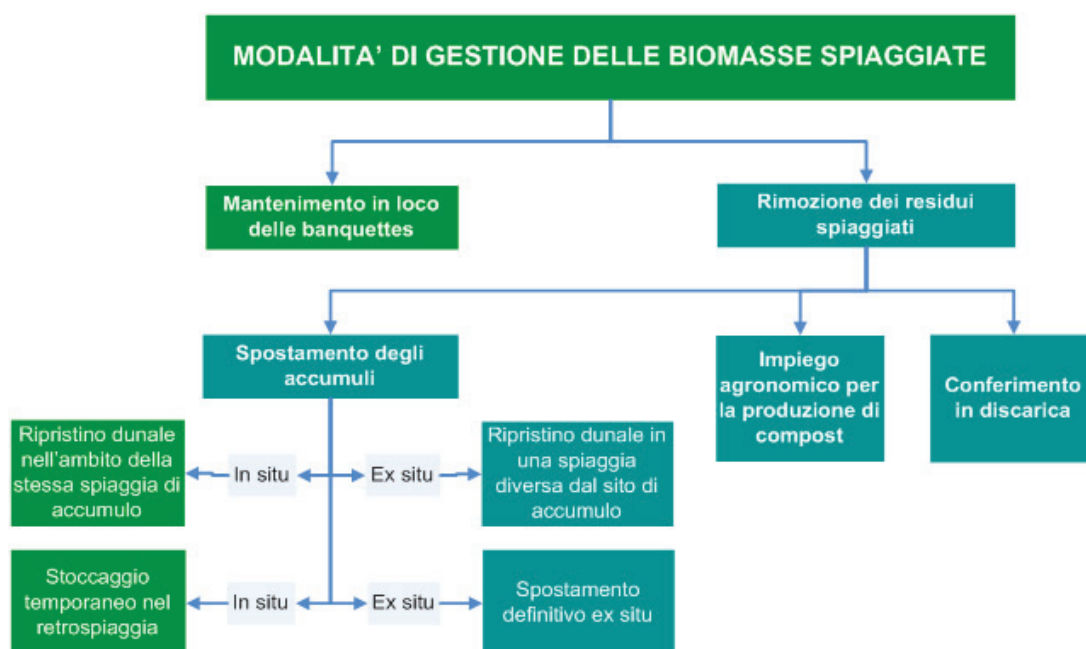 MODALITA’ DI GESTIONE DELLE BIOMASSE SPIAGGIATE
Mantenimento in loco
delle banquettes
Rimozione dei residui
spiaggiati
Spostamento degli
accumuli
Impiego
agronomico per
la produzione di
compost
Conferimento
in discarica
Ripristino dunale
nell’ambito della
stessa spiaggia di
accumulo
In situ
Ex situ
Ripristino dunale in
una spiaggia
diversa dal sito di
accumulo
Stoccaggio
temporaneo nel
retrospiaggia
In situ
Ex situ
Spostamento
definitivo ex situ